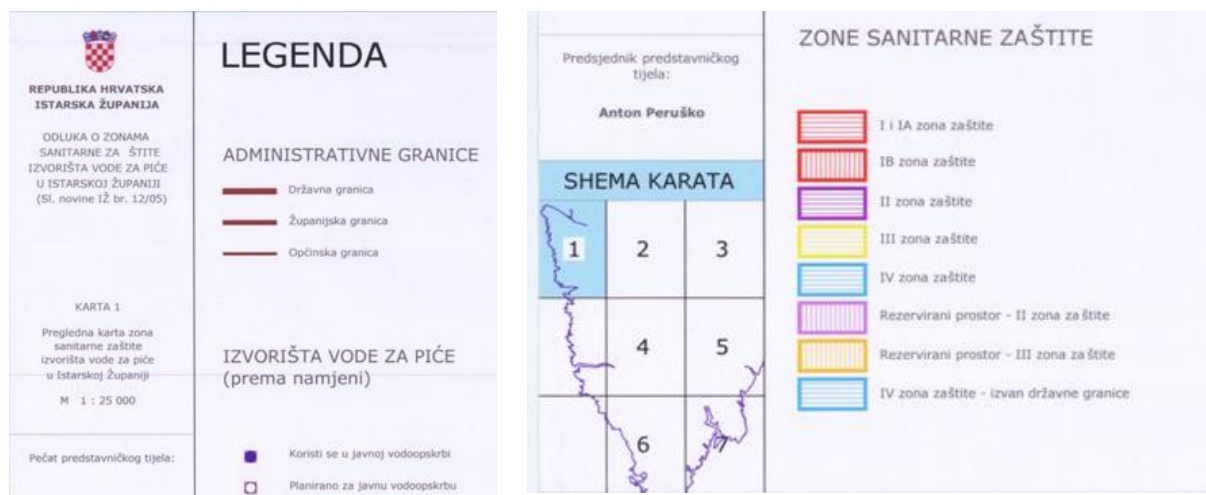 REPUBLIKA HRVATSKA
ISTARSKA ŽUPANIJA
ODLUKA O ZONAMA
SANITARNE ZA ŠTITE
IZVORIŠTA VODE ZA PIĆE
U ISTARSKOJ ŽUPANIJI
(Sl. novine IŽ br. 12/05)
KARTA 1
Pregledna karta zona
sanitarne zaštite
izvorišta vode za piće
u Istarskoj Županiji
M 1 : 25 000
Pečat predstavničkog tijela:
LEGENDA
ADMINISTRATIVNE GRANICE
Državna granica
Županijska granica
Općinska granica
IZVORIŠTA VODE ZA PIĆE
(prema namjeni)
Koristi se u javnoj vodoopskrbi
Planirano za javnu vodoopskrbu
Predsjednik predstavničkog
tijela:
Anton Peruško
SHEMA KARATA
1 2 3
4 5
6 7
ZONE SANITARNE ZAŠTITE
I i IA zona zaštite
IB zona zaštite
II zona zaštite
III zona zaštite
IV zona zaštite
Rezervirani prostor - II zona za štite
Rezervirani prostor - III zona za štite
IV zona zaštite - izvan državne granice